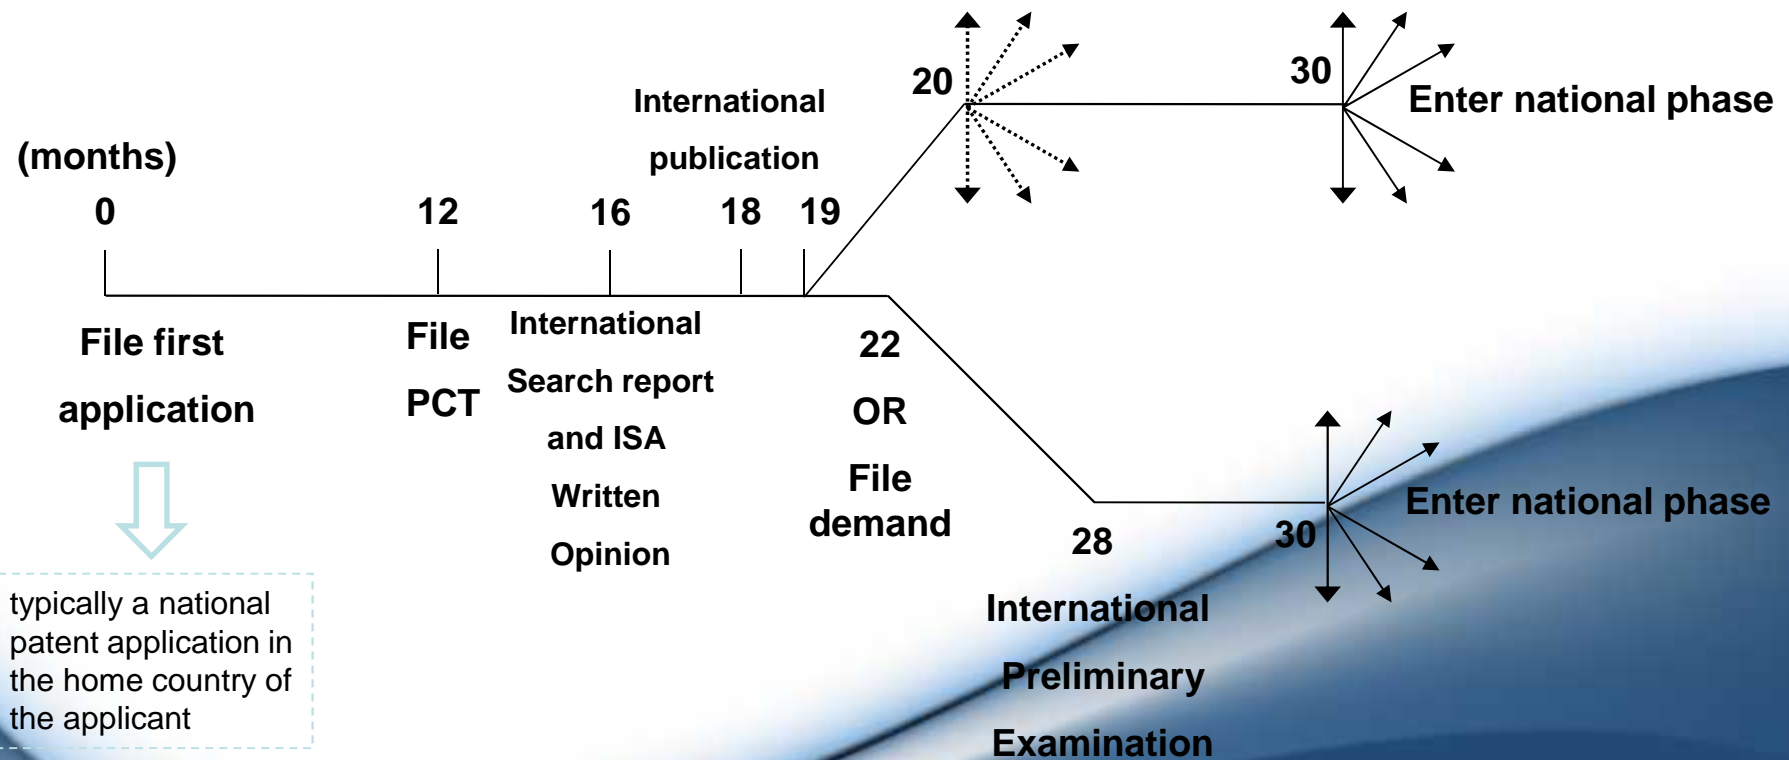 20
30
Enter national phase
International
publication
(months)
0
12
16
18
19
File first
application
File
PCT
International
Search report
and ISA
Written
Opinion
22
OR
File
demand
28
International
Preliminary
Examination
30
Enter national phase
typically a national
patent application in
the home country of
the applicant